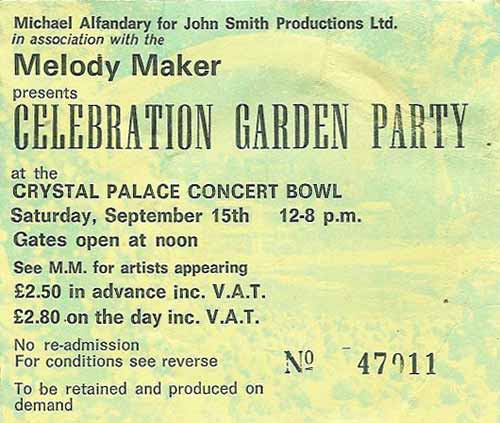 Michael Alfandary for John Smith Productions Ltd.
in association with the
Melody Maker
presents
CELEBRATION GARDEN PARTY
at the
CRYSTAL PALACE CONCERT BOWL
Saturday, September 15th 12-8 p.m.
Gates open at noon
See M.M. for artists appearing
£2.50 in advance inc. V.A.T.
£2.80 on the day inc. V.A.T.
No re-admission
For conditions see reverse
Nº 47011
To be retained and produced on
demand